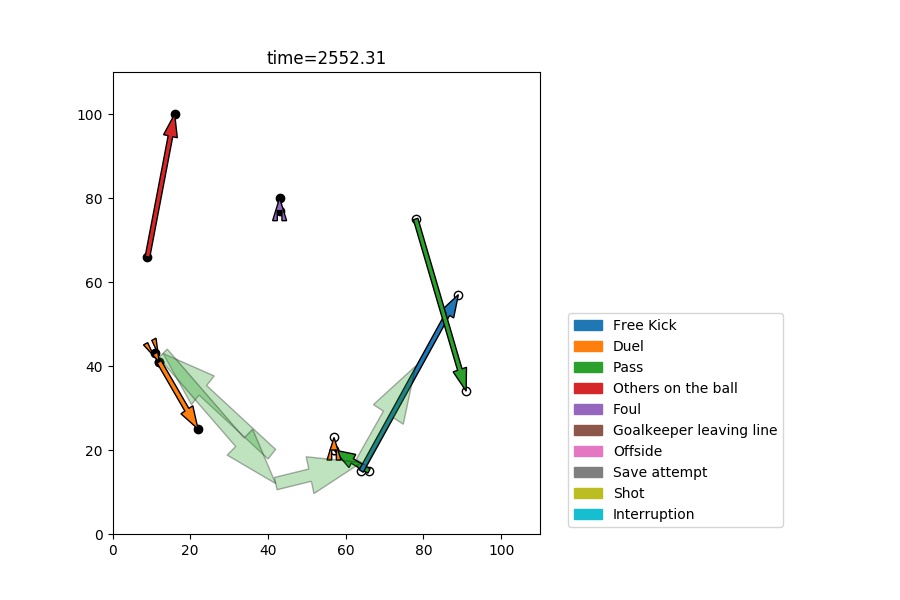 time=2552.31
100
80
60
40
20
0
0 20 40 60 80 100
Free Kick
Duel
Pass
Others on the ball
Foul
Goalkeeper leaving line
Offside
Save attempt
Shot
Interruption